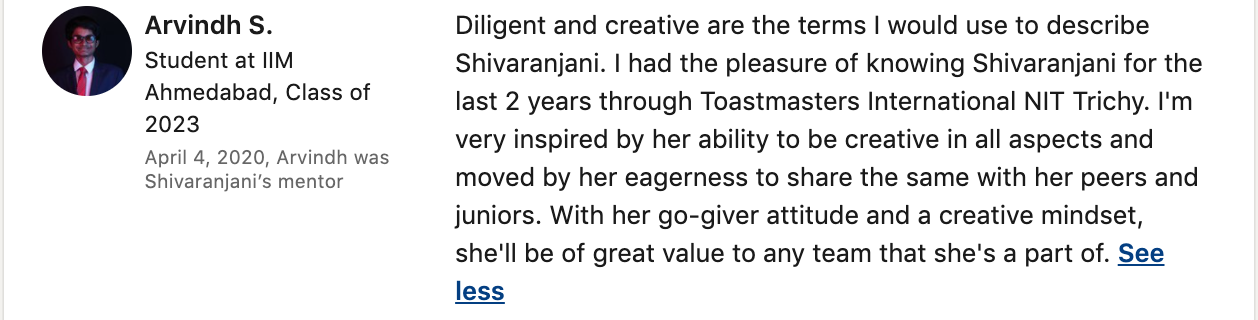 Arvindh S.
Student at IIM
Ahmedabad, Class of
2023
April 4, 2020, Arvindh was
Shivaranjani’s mentor
Diligent and creative are the terms I would use to describe
Shivaranjani. I had the pleasure of knowing Shivaranjani for the
last 2 years through Toastmasters International NIT Trichy. I'm
very inspired by her ability to be creative in all aspects and
moved by her eagerness to share the same with her peers and
juniors. With her go-giver attitude and a creative mindset,
she'll be of great value to any team that she's a part of. See
less